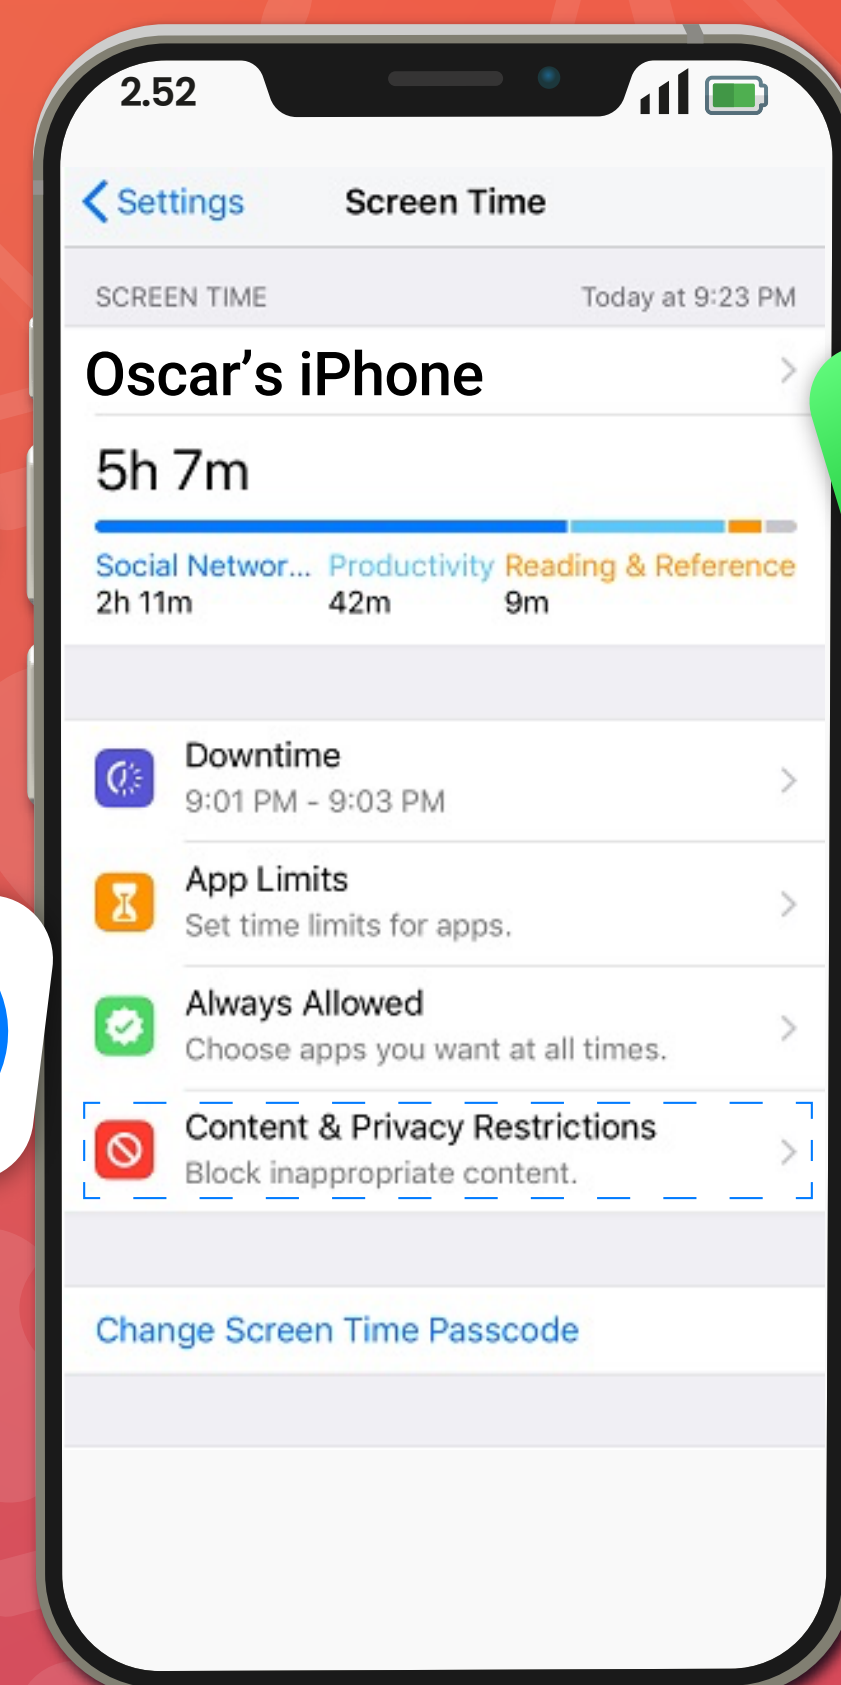 2.52
Settings
Screen Time
SCREEN TIME
Today at 9:23 PM
Oscar’s iPhone
5h 7m
Social Networ... Productivity Reading & Reference
2h 11m 42m 9m
Downtime
9:01 PM - 9:03 PM
App Limits
Set time limits for apps.
Always Allowed
Choose apps you want at all times.
Content & Privacy Restrictions
Block inappropriate content.
Change Screen Time Passcode